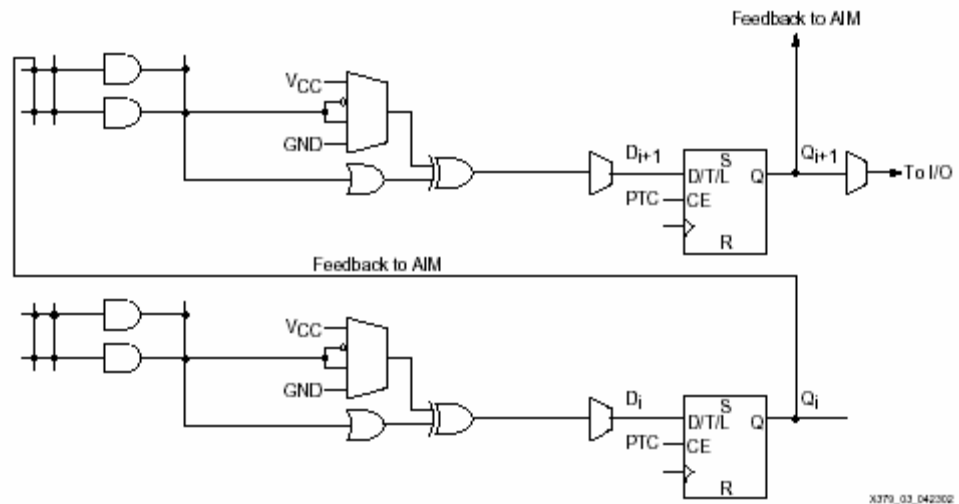 Feedback to AIM
VCC
GND
Di+1
S
D/T/L Q
PTC CE
R
Qi+1
To I/O
Feedback to AIM
VCC
GND
Di
S
D/T/L Q
PTC CE
R
Qi
X379_03_042302